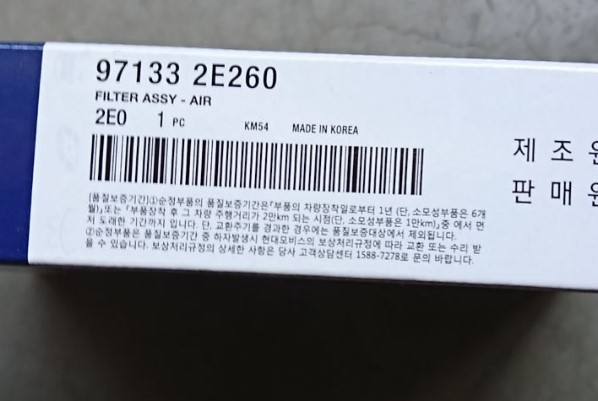 97133 2E260
FILTER ASSY - AIR
2E0 1 PC KM54 MADE IN KOREA
제 조 원
판 매 원
[품질보증기간]①순정부품의 품질보증기간은「부품의 차량장착일로부터 1년 (단, 소모성부품은 6개
월)」또는 「부품장착 후 그 차량 주행거리가 2만km 되는 시점(단, 소모성부품은 1만km)」중 에서 먼
저 도래한 기간까지 입니다. 단, 교환주기를 경과한 경우에는 품질보증대상에서 제외됩니다.
②순정부품은 품질보증기간 중 하자발생시 현대모비스의 보상처리규정에 따라 교환 또는 수리 받
을 수 있습니다. 보상처리규정의 상세한 사항은 당사 고객상담센터 1588-7278로 문의 바랍니다.